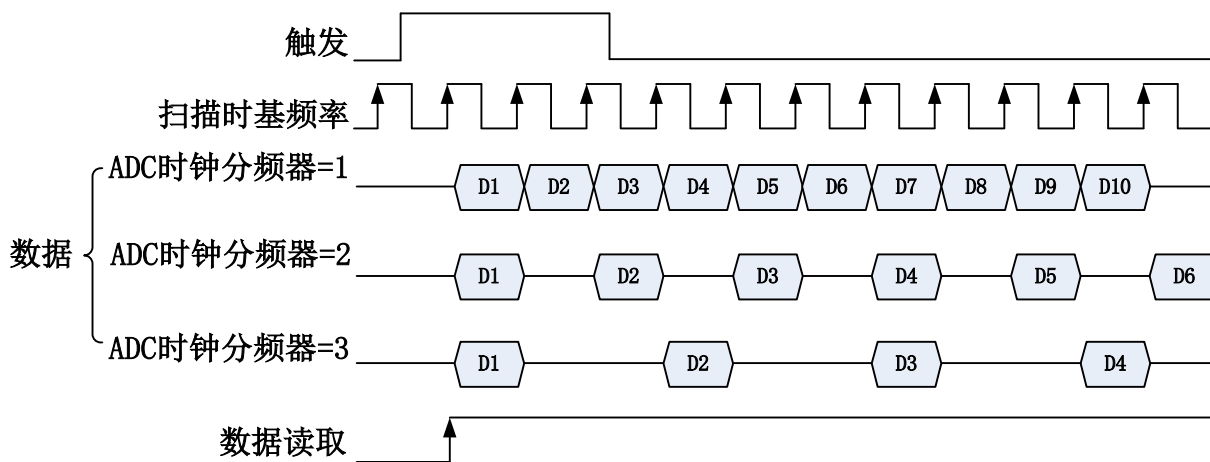 触发
扫描时基频率
ADC时钟分频器=1
D1 D2 D3 D4 D5 D6 D7 D8 D9 D10
数据
ADC时钟分频器=2
D1 D2 D3 D4 D5 D6
ADC时钟分频器=3
D1 D2 D3 D4
数据读取